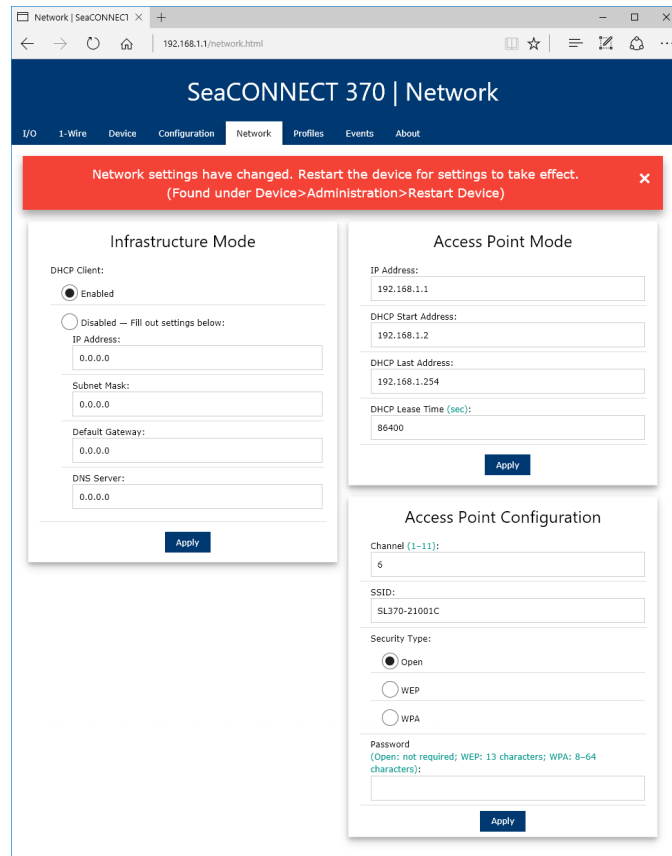 Network | SeaCONNECT
192.168.1.1/network.html
SeaCONNECT 370 | Network
I/O 1-Wire Device Configuration Network Profiles Events About
Network settings have changed. Restart the device for settings to take effect.
(Found under Device>Administration>Restart Device)
Infrastructure Mode
DHCP Client:
Enabled
Disabled — Fill out settings below:
IP Address:
0.0.0.0
Subnet Mask:
0.0.0.0
Default Gateway:
0.0.0.0
DNS Server:
0.0.0.0
Apply
Access Point Mode
IP Address:
192.168.1.1
DHCP Start Address:
192.168.1.2
DHCP Last Address:
192.168.1.254
DHCP Lease Time (sec):
86400
Apply
Access Point Configuration
Channel (1–11):
6
SSID:
SL370-21001C
Security Type:
Open
WEP
WPA
Password
(Open: not required; WEP: 13 characters; WPA: 8–64
characters):
Apply